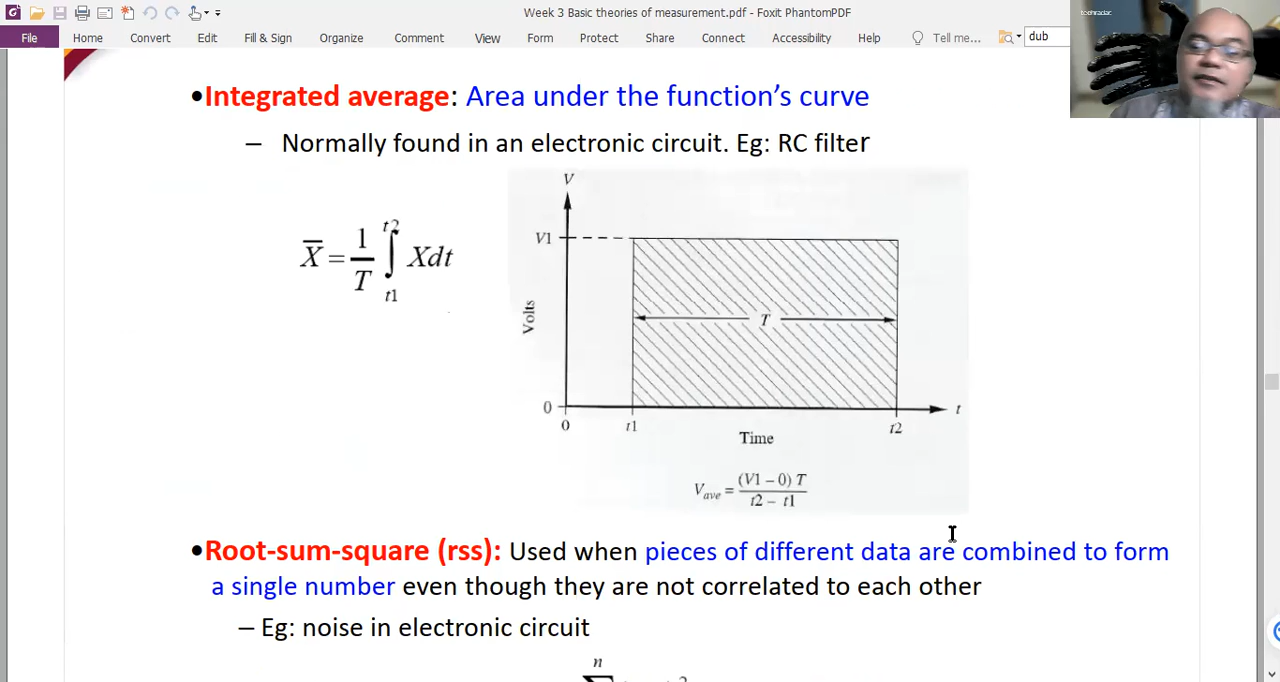 Week 3 Basic theories of measurement.pdf - Foxit PhantomPDF
File Home Convert Edit Fill & Sign Organize Comment View Form Protect Share Connect Accessibility Help Tell me... dub
•Integrated average: Area under the function's curve
– Normally found in an electronic circuit. Eg: RC filter
X̅ = 1/T ∫t1t2 Xdt
V
V1
Volts
T
0
0 t1 t2 t
Time
Vave = (V1 – 0) T / t2 – t1
•Root-sum-square (rss): Used when pieces of different data are combined to form
a single number even though they are not correlated to each other
– Eg: noise in electronic circuit
n